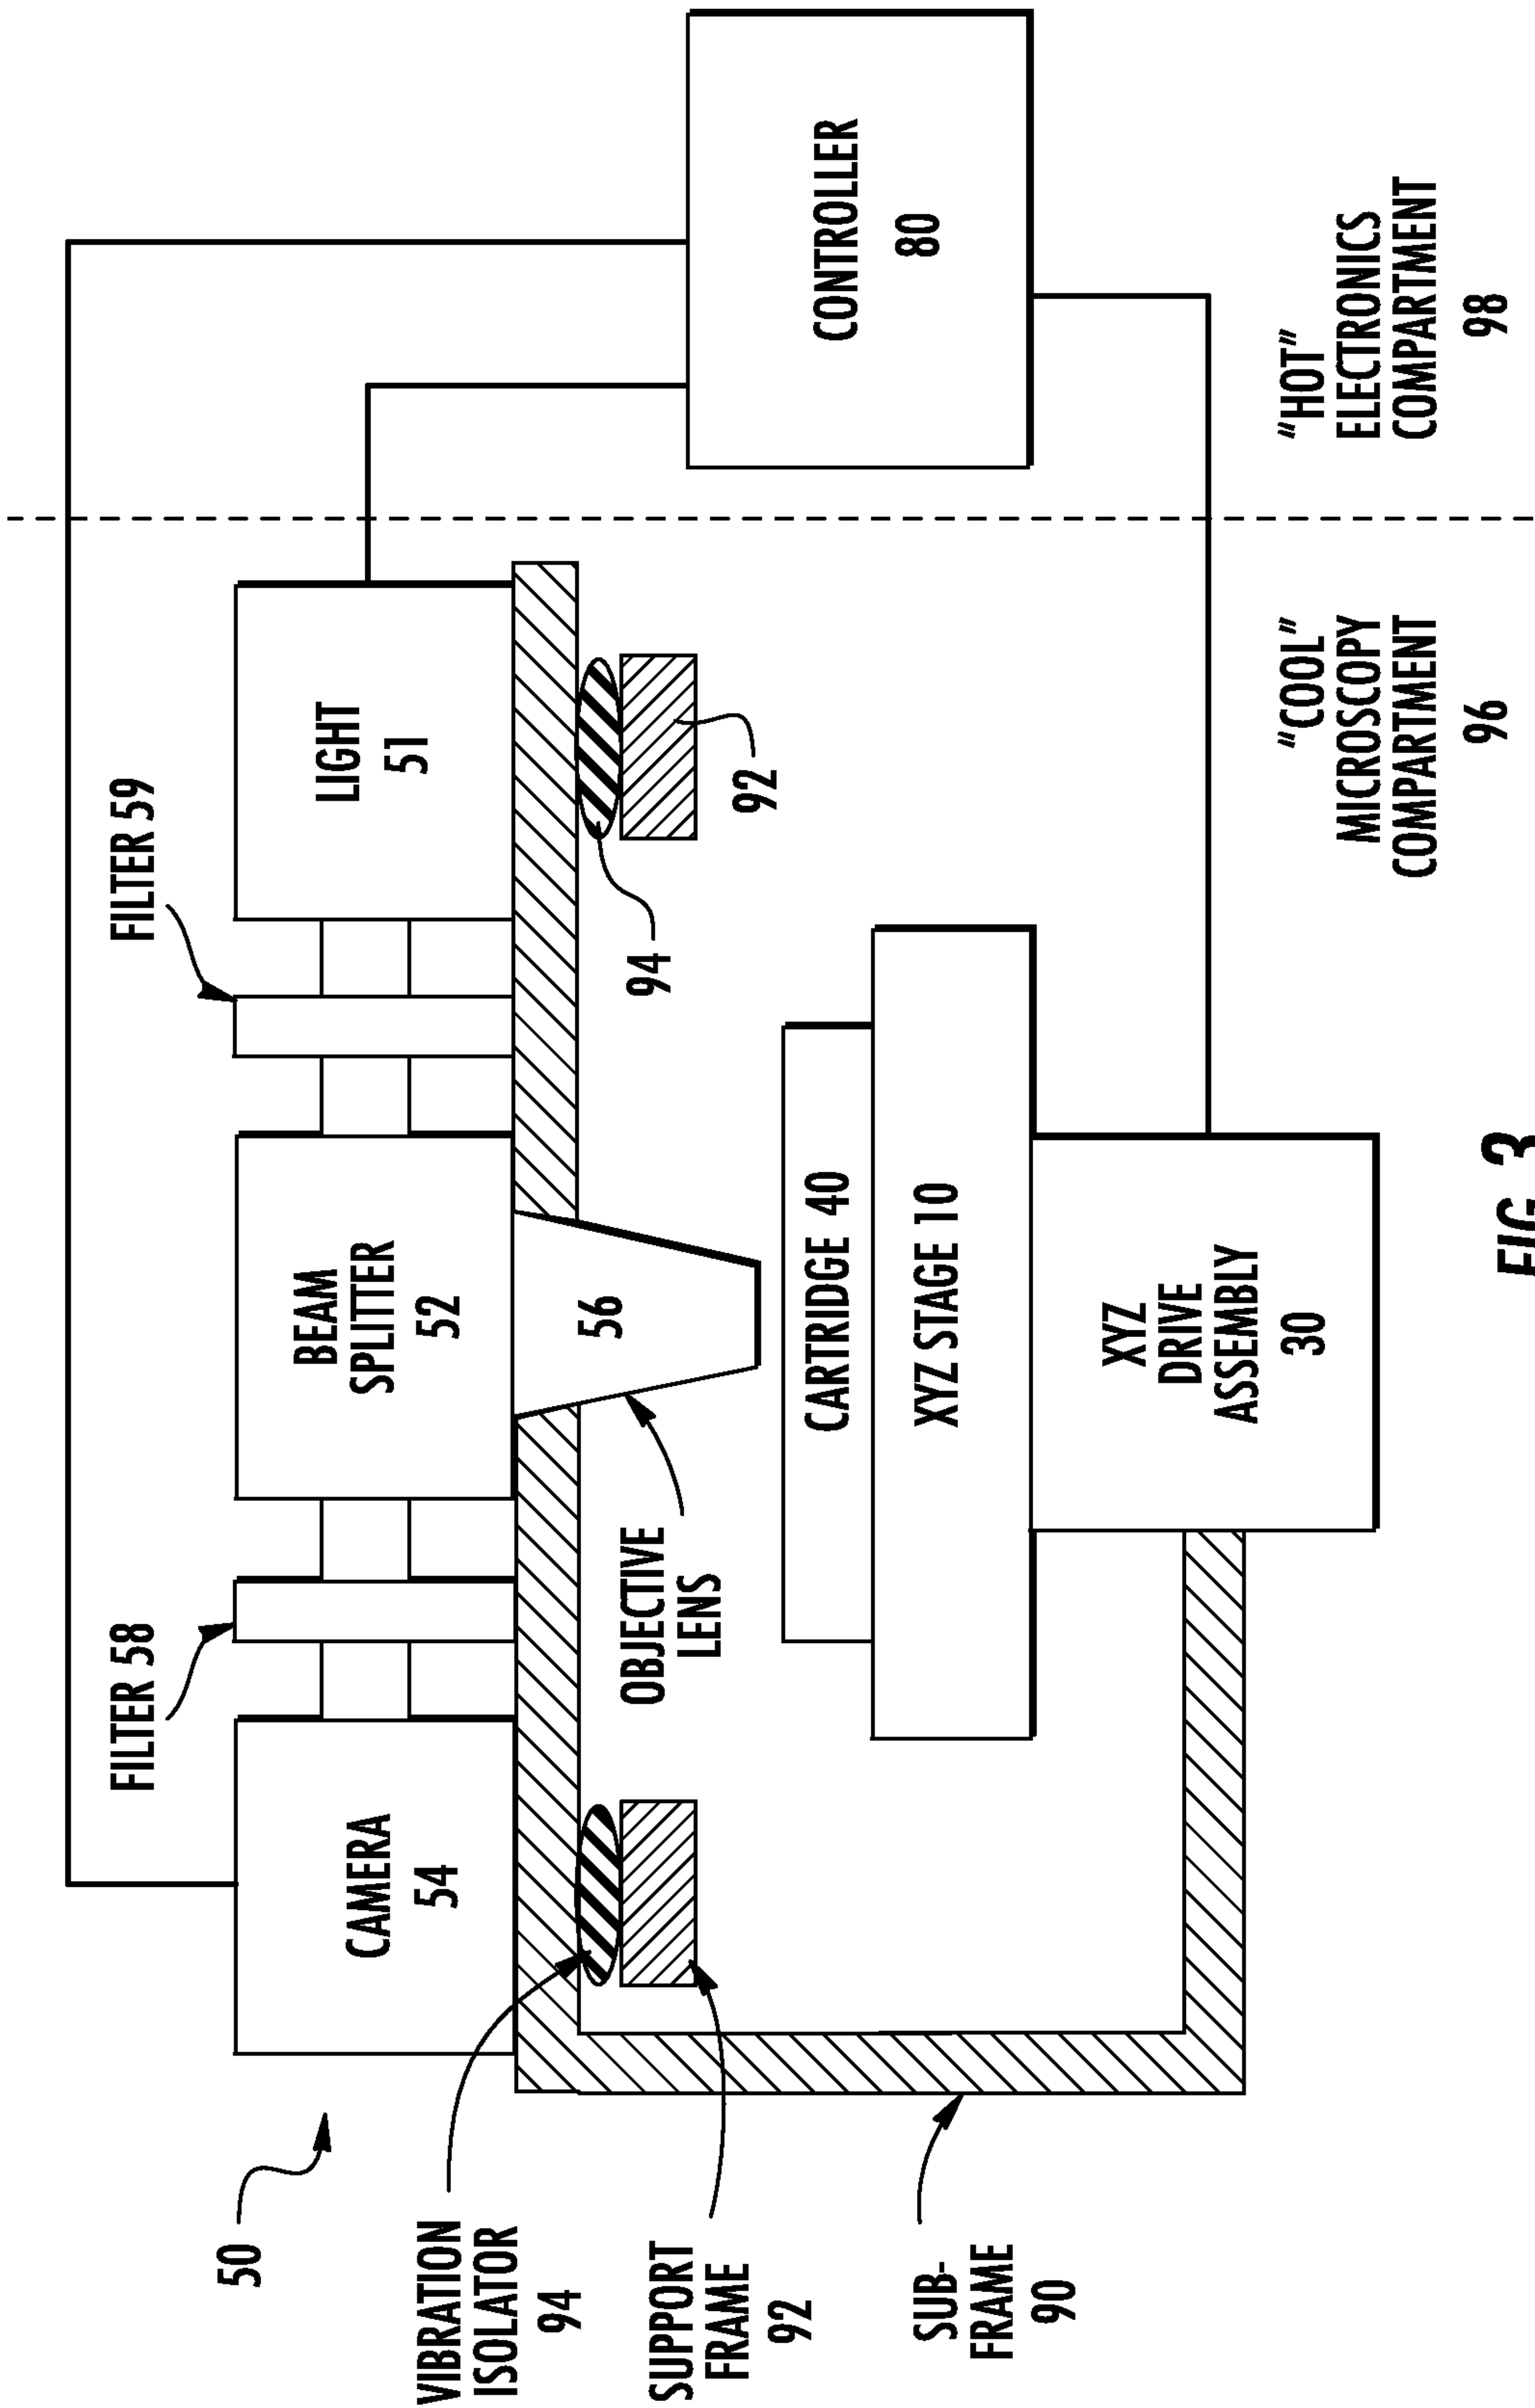 50
FILTER 58
FILTER 59
CAMERA
54
BEAM
SPLITTER
52
LIGHT
51
VIBRATION
ISOLATOR
94
56
OBJECTIVE
LENS
94
92
SUPPORT
FRAME
92
CARTRIDGE 40
XYZ STAGE 10
CONTROLLER
80
SUB-
FRAME
90
XYZ
DRIVE
ASSEMBLY
30
"COOL"
MICROSCOPY
COMPARTMENT
96
"HOT"
ELECTRONICS
COMPARTMENT
98
FIG. 3